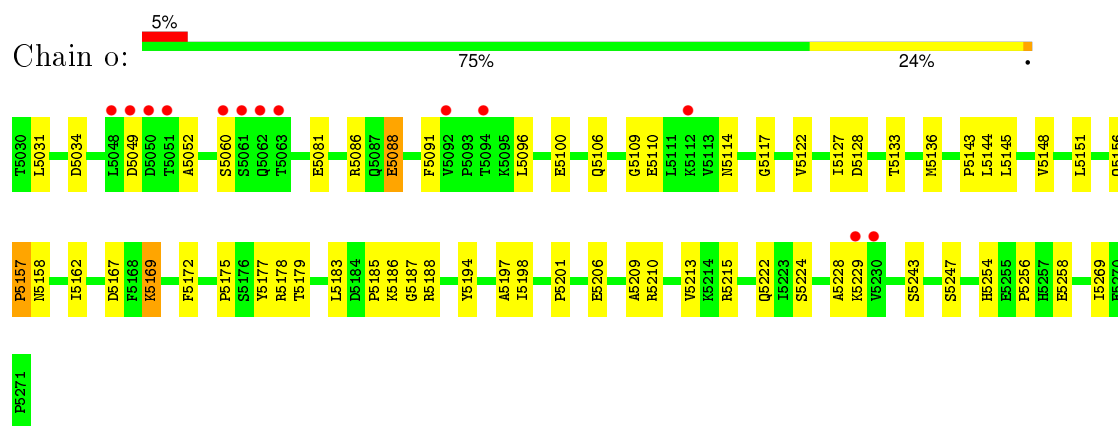 5%
Chain o:
75% 24% •
T5030 L5031 D5034 L5048 D5049 D5050 T5051 A5052 S5060 S5061 Q5062 T5063 E5081 R5086 Q5087 E5088 F5091 V5092 P5093 T5094 K5095 L5096 E5100 Q5106 G5109 E5110 L5111 K5112 V5113 N5114 G5117 V5122 I5127 D5128 T5133 M5136 P5143 L5144 L5145 V5148 L5151 Q5156
P5157 N5158 I5162 D5167 F5168 K5169 F5172 P5175 S5176 Y5177 R5178 T5179 L5183 D5184 P5185 K5186 G5187 R5188 Y5194 A5197 I5198 P5201 E5206 A5209 R5210 V5213 K5214 R5215 Q5222 I5223 S5224 A5228 K5229 V5230 S5243 S5247 H5254 E5255 P5256 H5257 E5258 I5269
P5271